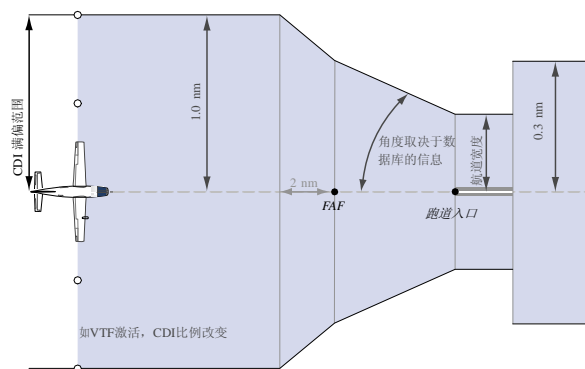 CDI 满偏范围
1.0 nm
2 nm
FAF
角度取决于数
据库的信息
航道宽度
跑道入口
0.3 nm
如VTF激活，CDI比例改变